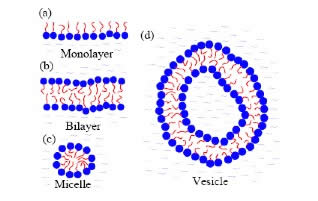 (a)
Monolayer
(b)
Bilayer
(c)
Micelle
(d)
Vesicle